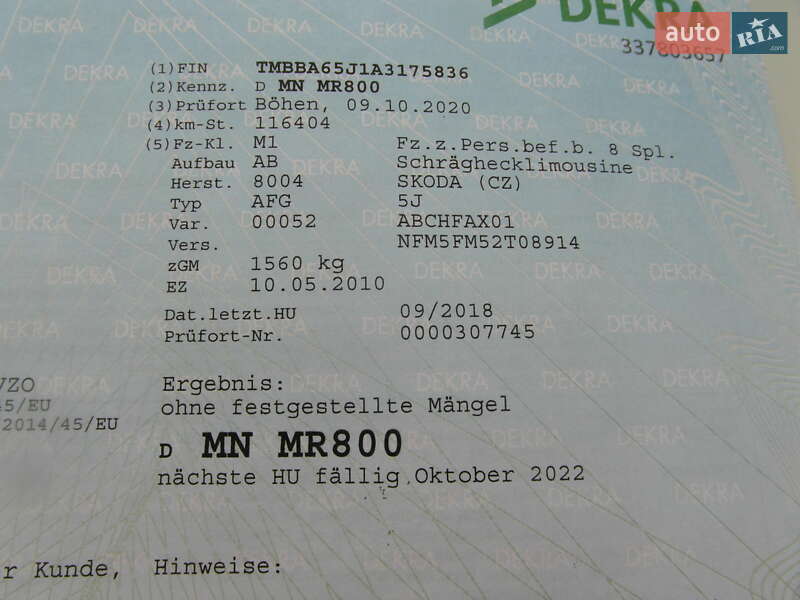 DEKRA
auto RIA .com
337803657
(1) FIN TMBBA65J1A3175836
(2) Kennz. D MN MR800
(3) Prüfort Böhen, 09.10.2020
(4) km-St. 116404
(5) Fz-Kl. M1 Fz.z.Pers.bef.b. 8 Spl.
Aufbau AB Schräghecklimousine
Herst. 8004 SKODA (CZ)
Typ AFG 5J
Var. 00052 ABCHFAX01
Vers. NFM5FM52T08914
zGM 1560 kg
EZ 10.05.2010
Dat.letzt.HU 09/2018
Prüfort-Nr. 0000307745
VZO
45/EU
2014/45/EU
Ergebnis:
ohne festgestellte Mängel
D MN MR800
nächste HU fällig Oktober 2022
r Kunde, Hinweise: